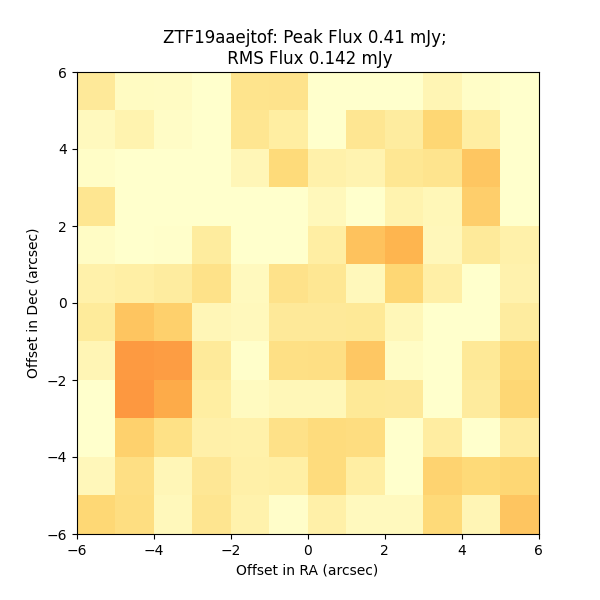 ZTF19aaejtof: Peak Flux 0.41 mJy;
RMS Flux 0.142 mJy
6
4
2
0
−2
−4
−6
Offset in Dec (arcsec)
−6 −4 −2 0 2 4 6
Offset in RA (arcsec)